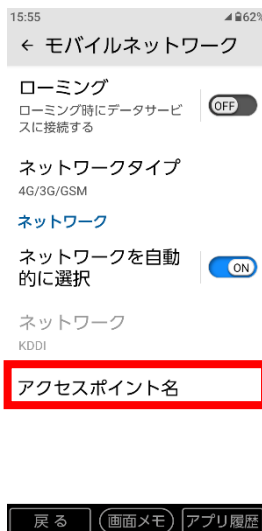 15:55 62%
← モバイルネットワーク
ローミング
ローミング時にデータサービ
スに接続する
OFF
ネットワークタイプ
4G/3G/GSM
ネットワーク
ネットワークを自動
的に選択
ON
ネットワーク
KDDI
アクセスポイント名
戻る 画面メモ アプリ履歴